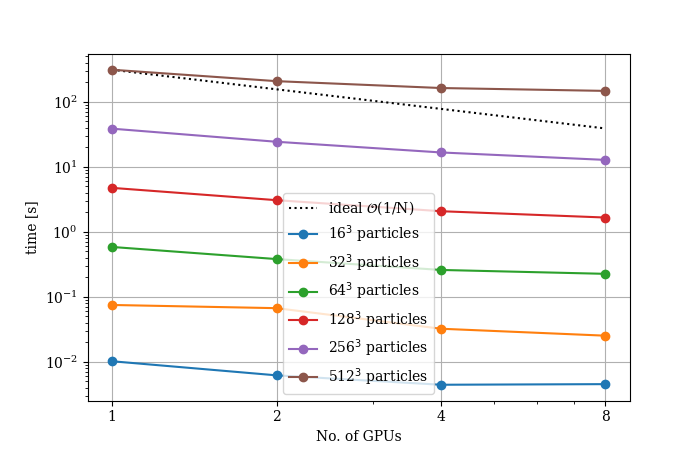 10²
10¹
10⁰
10⁻¹
10⁻²
time [s]
ideal 𝒪(1/N)
16³ particles
32³ particles
64³ particles
128³ particles
256³ particles
512³ particles
1 2 4 8
No. of GPUs